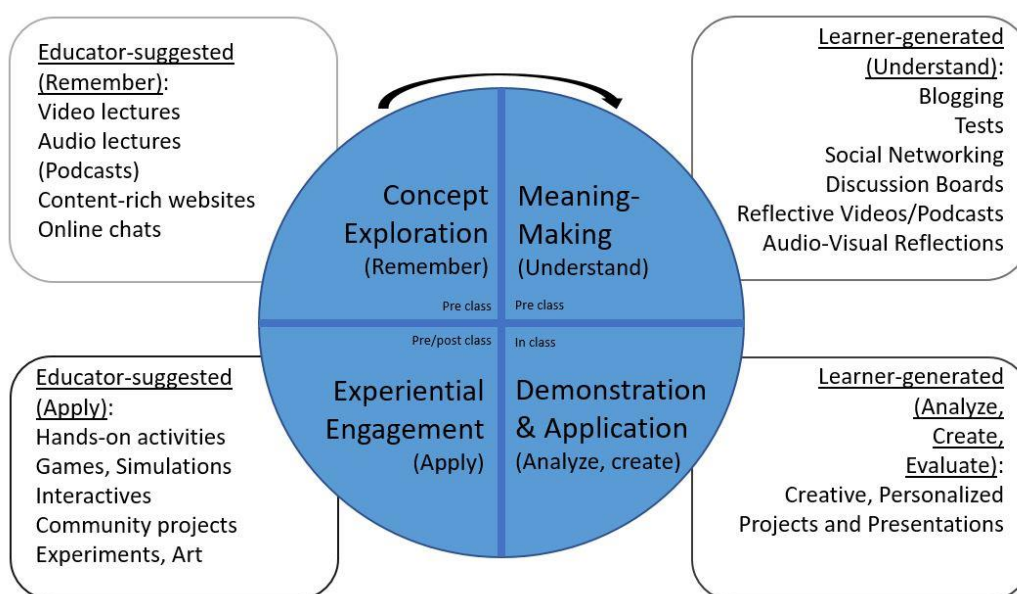 Educator-suggested
(Remember):
Video lectures
Audio lectures
(Podcasts)
Content-rich websites
Online chats
Learner-generated
(Understand):
Blogging
Tests
Social Networking
Discussion Boards
Reflective Videos/Podcasts
Audio-Visual Reflections
Concept
Exploration
(Remember)
Pre class
Meaning-
Making
(Understand)
Pre class
Pre/post class
Experiential
Engagement
(Apply)
In class
Demonstration
& Application
(Analyze, create)
Educator-suggested
(Apply):
Hands-on activities
Games, Simulations
Interactives
Community projects
Experiments, Art
Learner-generated
(Analyze,
Create,
Evaluate):
Creative, Personalized
Projects and Presentations